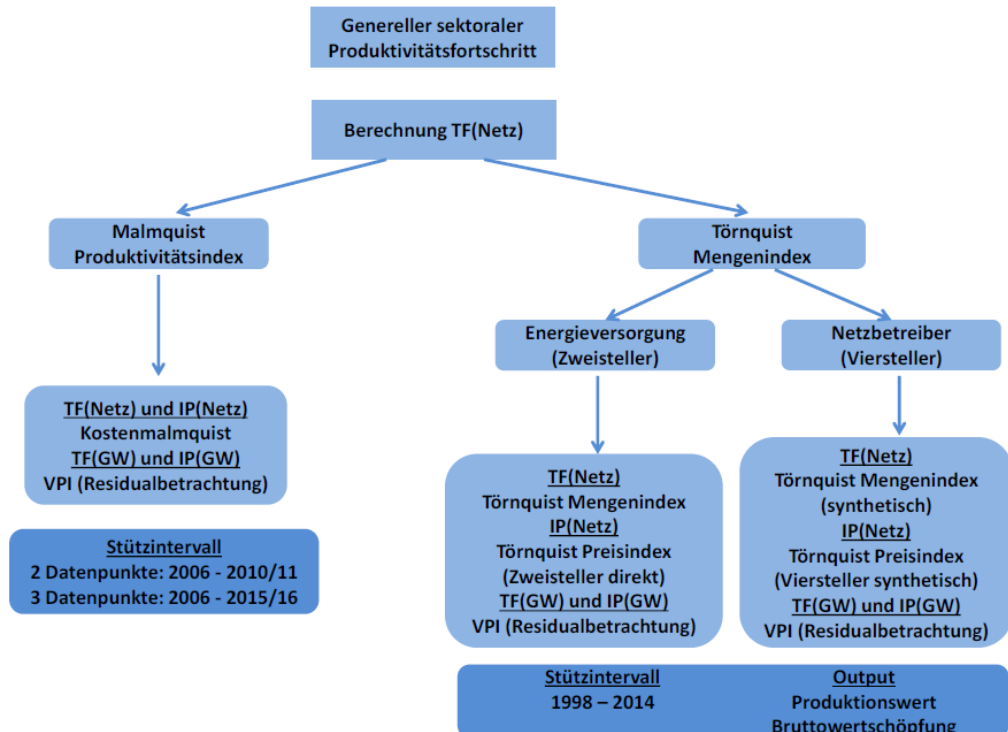 Genereller sektoraler
Produktivitätsfortschritt
Berechnung TF(Netz)
Malmquist
Produktivitätsindex
Törnquist
Mengenindex
Energieversorgung
(Zweisteller)
Netzbetreiber
(Viersteller)
TF(Netz) und IP(Netz)
Kostenmalmquist
TF(GW) und IP(GW)
VPI (Residualbetrachtung)
Stützintervall
2 Datenpunkte: 2006 - 2010/11
3 Datenpunkte: 2006 - 2015/16
TF(Netz)
Törnquist Mengenindex
IP(Netz)
Törnquist Preisindex
(Zweisteller direkt)
TF(GW) und IP(GW)
VPI (Residualbetrachtung)
TF(Netz)
Törnquist Mengenindex
(synthetisch)
IP(Netz)
Törnquist Preisindex
(Viersteller synthetisch)
TF(GW) und IP(GW)
VPI (Residualbetrachtung)
Stützintervall
1998 – 2014
Output
Produktionswert
Bruttowertschöpfung